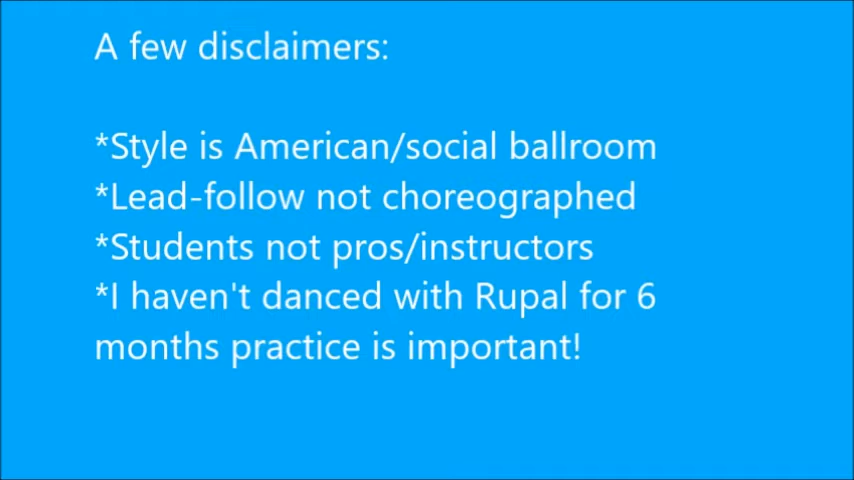 A few disclaimers:
*Style is American/social ballroom
*Lead-follow not choreographed
*Students not pros/instructors
*I haven't danced with Rupal for 6
months practice is important!